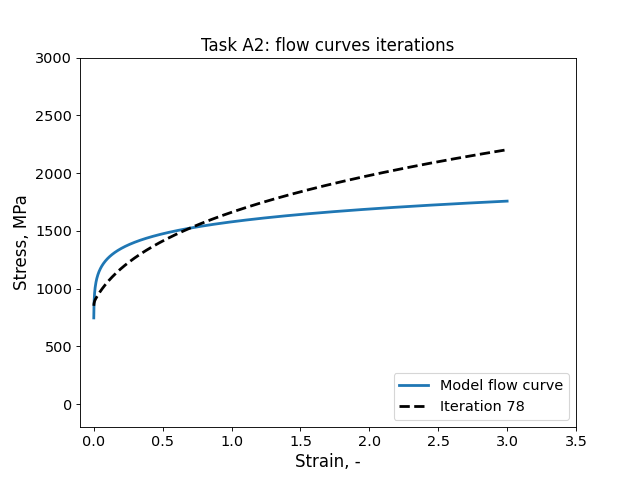 Task A2: flow curves iterations
3000
2500
2000
1500
1000
500
0
Stress, MPa
Model flow curve
Iteration 78
0.0 0.5 1.0 1.5 2.0 2.5 3.0 3.5
Strain, -